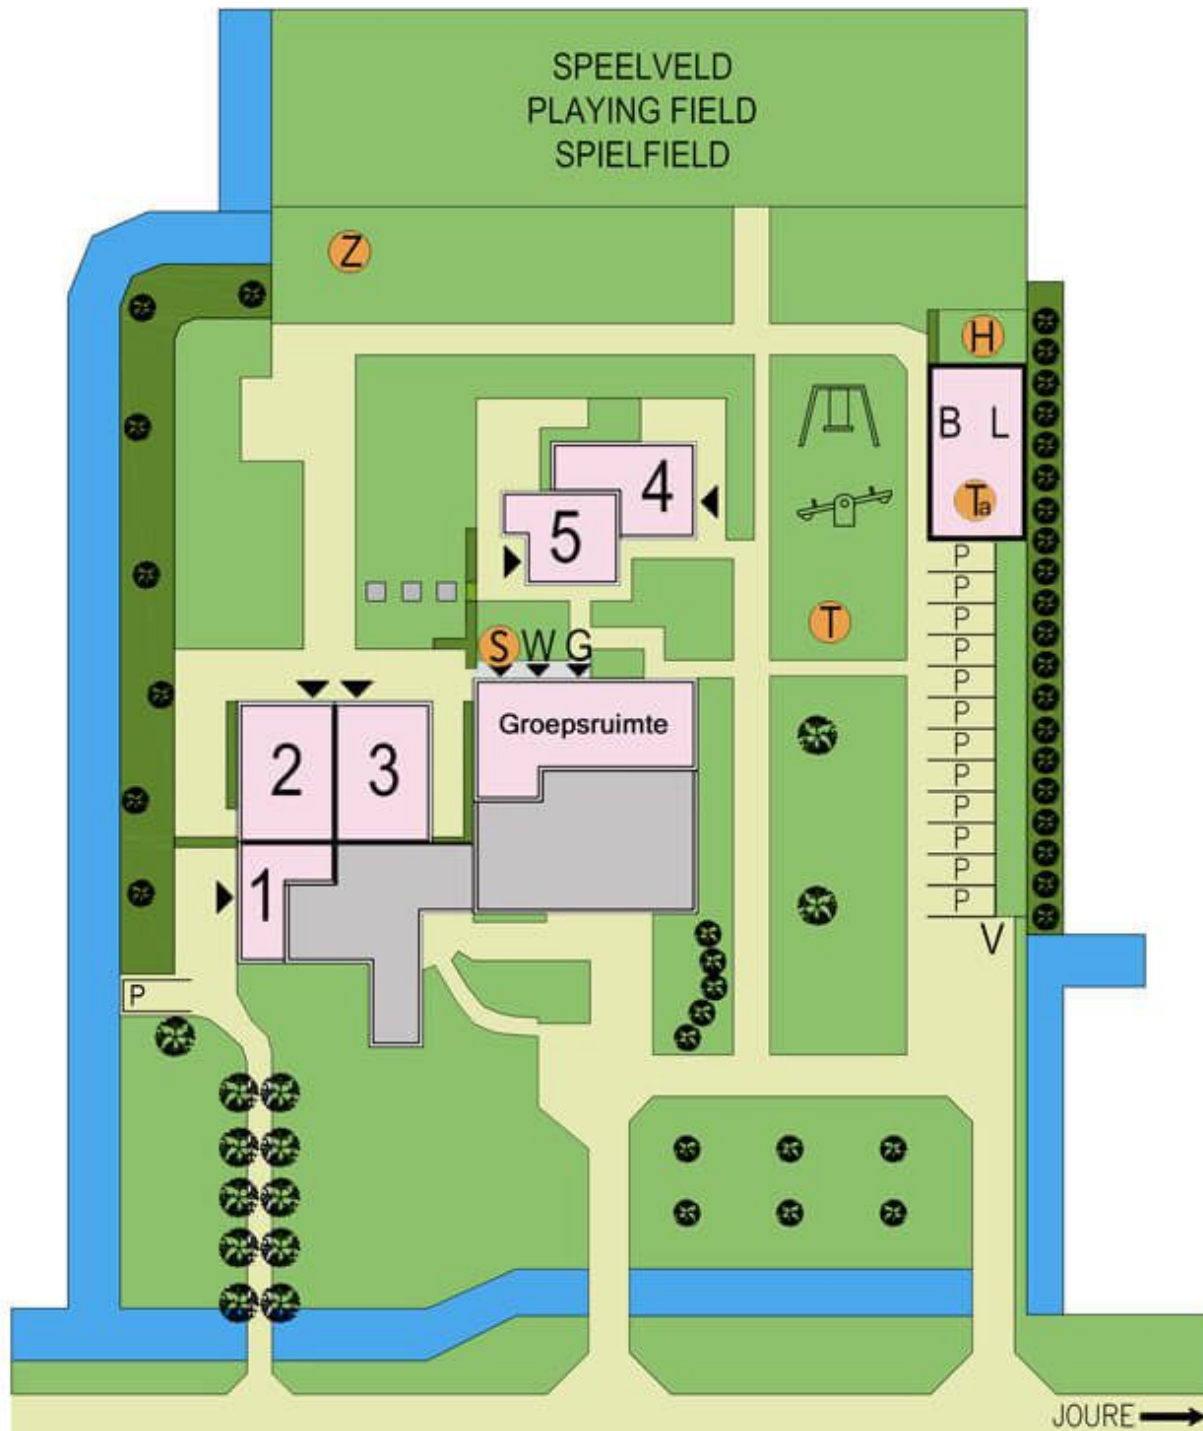 SPEELVELD
PLAYING FIELD
SPIELFIELD
Z
H
B L
Ta
4
5
P
P
P
T
S W G
P
P
P
Groepsruimte
P
2 3
P
P
P
P
P
1
P
V
P
JOURE